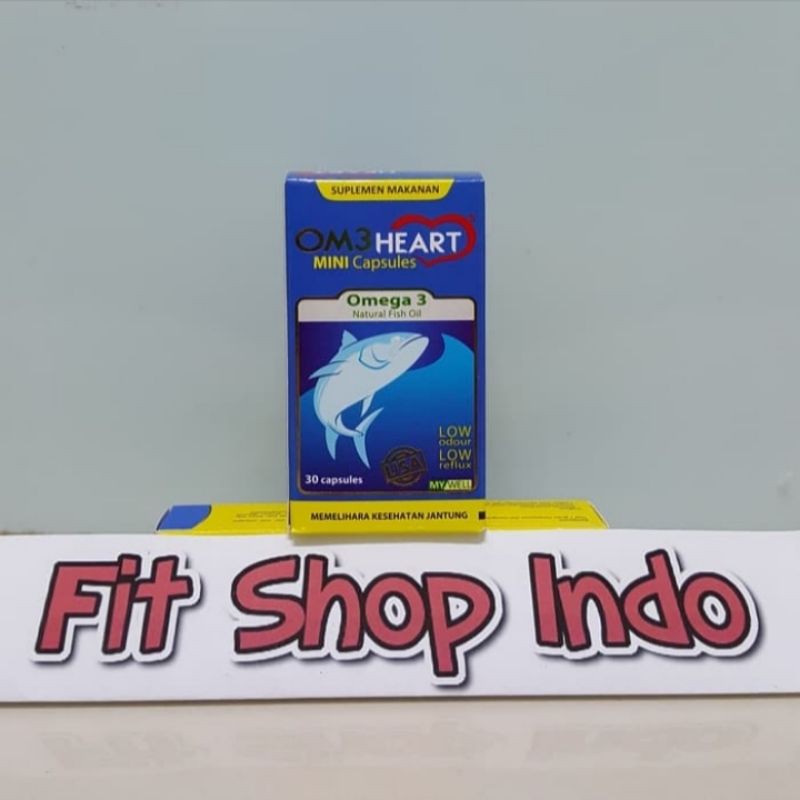 SUPLEMEN MAKANAN
OM3HEART
MINI Capsules
Omega 3
Natural Fish Oil
LOW
odour
LOW
reflux
USA
30 capsules
MYWELL
MEMELIHARA KESEHATAN JANTUNG
Fit Shop Indo